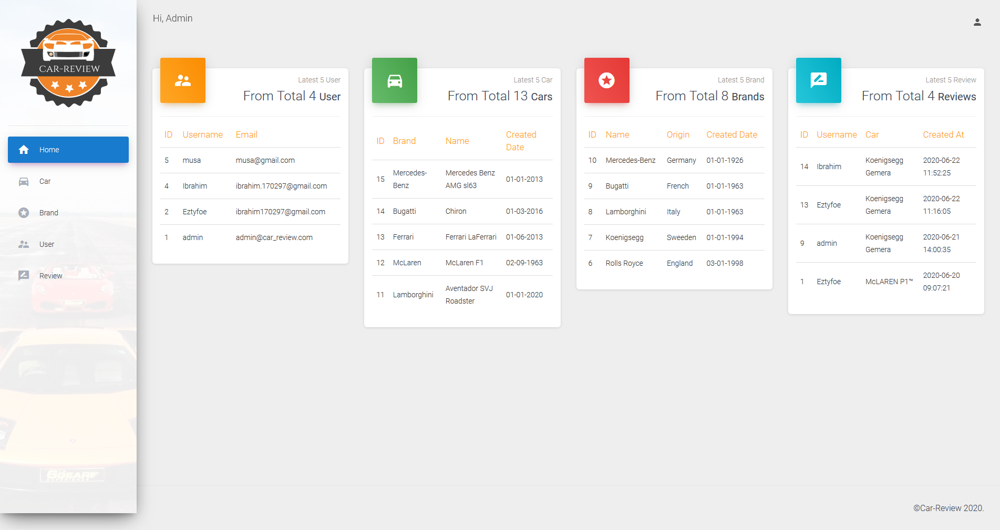 CAR-REVIEW
Home
Car
Brand
User
Review
6GEAR
EXPERIENCE
Hi, Admin
Latest 5 User
From Total 4 User
ID Username Email
5 musa musa@gmail.com
4 Ibrahim ibrahim.170297@gmail.com
2 Eztyfoe ibrahim170297@gmail.com
1 admin admin@car_review.com
Latest 5 Car
From Total 13 Cars
ID Brand Name Created
Date
15 Mercedes-
Benz Mercedes Benz
AMG sl63 01-01-2013
14 Bugatti Chiron 01-03-2016
13 Ferrari Ferrari LaFerrari 01-06-2013
12 McLaren McLaren F1 02-09-1963
11 Lamborghini Aventador SVJ
Roadster 01-01-2020
Latest 5 Brand
From Total 8 Brands
ID Name Origin Created Date
10 Mercedes-Benz Germany 01-01-1926
9 Bugatti French 01-01-1963
8 Lamborghini Italy 01-01-1963
7 Koenigsegg Sweeden 01-01-1994
6 Rolls Royce England 03-01-1998
Latest 5 Review
From Total 4 Reviews
ID Username Car Created At
14 Ibrahim Koenigsegg
Gemera 2020-06-22
11:52:25
13 Eztyfoe Koenigsegg
Gemera 2020-06-22
11:16:05
9 admin Koenigsegg
Gemera 2020-06-21
14:00:35
1 Eztyfoe McLAREN P1™ 2020-06-20
09:07:21
©Car-Review 2020.